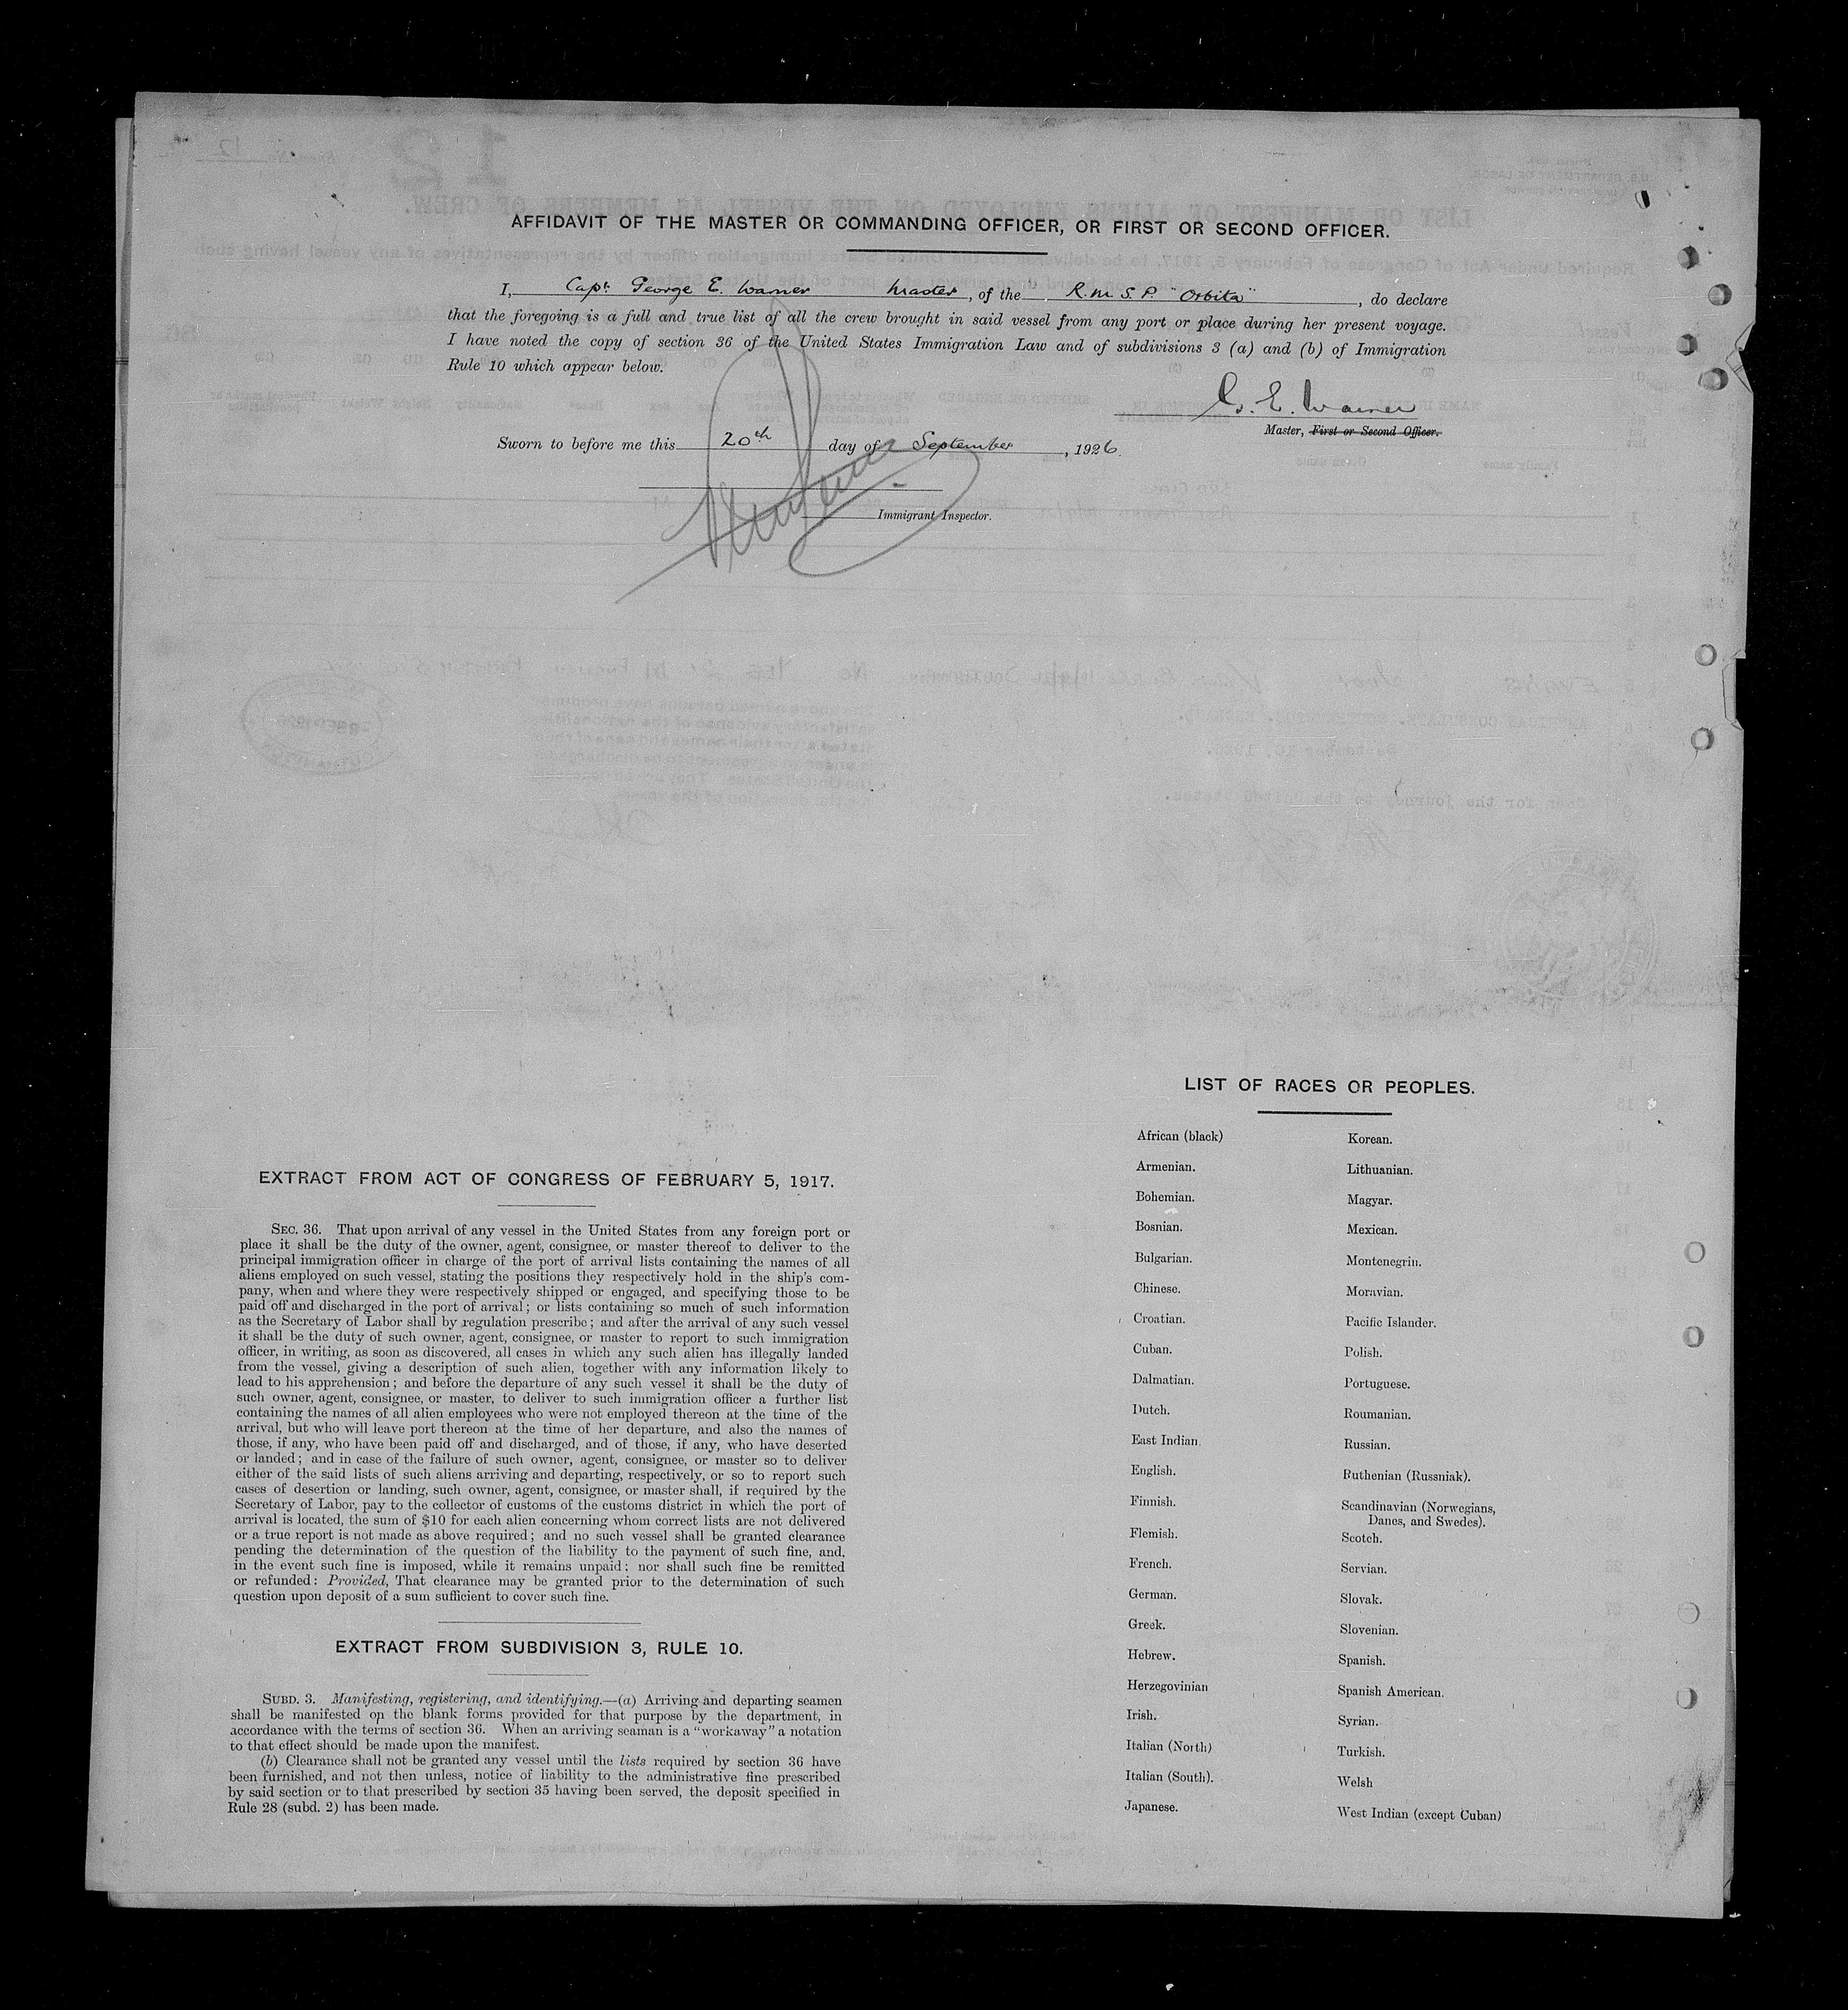 AFFIDAVIT OF THE MASTER OR COMMANDING OFFICER, OR FIRST OR SECOND OFFICER.
I, Capt. George E. Warner Master, of the R.M.S.P. "Orbita", do declare
that the foregoing is a full and true list of all the crew brought in said vessel from any port or place during her present voyage.
I have noted the copy of section 36 of the United States Immigration Law and of subdivisions 3 (a) and (b) of Immigration
Rule 10 which appear below.
G. E. Warner
Master, First or Second Officer.
Sworn to before me this 20th day of September, 1926.
Immigrant Inspector.
EXTRACT FROM ACT OF CONGRESS OF FEBRUARY 5, 1917.
SEC. 36. That upon arrival of any vessel in the United States from any foreign port or
place it shall be the duty of the owner, agent, consignee, or master thereof to deliver to the
principal immigration officer in charge of the port of arrival lists containing the names of all
aliens employed on such vessel, stating the positions they respectively hold in the ship's com-
pany, when and where they were respectively shipped or engaged, and specifying those to be
paid off and discharged in the port of arrival; or lists containing so much of such information
as the Secretary of Labor shall by regulation prescribe; and after the arrival of any such vessel
it shall be the duty of such owner, agent, consignee, or master to report to such immigration
officer, in writing, as soon as discovered, all cases in which any such alien has illegally landed
from the vessel, giving a description of such alien, together with any information likely to
lead to his apprehension; and before the departure of any such vessel it shall be the duty of
such owner, agent, consignee, or master, to deliver to such immigration officer a further list
containing the names of all alien employees who were not employed thereon at the time of the
arrival, but who will leave port thereon at the time of her departure, and also the names of
those, if any, who have been paid off and discharged, and of those, if any, who have deserted
or landed; and in case of the failure of such owner, agent, consignee, or master so to deliver
either of the said lists of such aliens arriving and departing, respectively, or so to report such
cases of desertion or landing, such owner, agent, consignee, or master shall, if required by the
Secretary of Labor, pay to the collector of customs of the customs district in which the port of
arrival is located, the sum of $10 for each alien concerning whom correct lists are not delivered
or a true report is not made as above required; and no such vessel shall be granted clearance
pending the determination of the question of the liability to the payment of such fine, and,
in the event such fine is imposed, while it remains unpaid; nor shall such fine be remitted
or refunded: Provided, That clearance may be granted prior to the determination of such
question upon deposit of a sum sufficient to cover such fine.
EXTRACT FROM SUBDIVISION 3, RULE 10.
SUBD. 3. Manifesting, registering, and identifying.—(a) Arriving and departing seamen
shall be manifested on the blank forms provided for that purpose by the department, in
accordance with the terms of section 36. When an arriving seaman is a "workaway" a notation
to that effect should be made upon the manifest.
(b) Clearance shall not be granted any vessel until the lists required by section 36 have
been furnished, and not then unless, notice of liability to the administrative fine prescribed
by said section or to that prescribed by section 35 having been served, the deposit specified in
Rule 28 (subd. 2) has been made.
LIST OF RACES OR PEOPLES.
African (black)
Armenian.
Bohemian.
Bosnian.
Bulgarian.
Chinese.
Croatian.
Cuban.
Dalmatian.
Dutch.
East Indian
English.
Finnish.
Flemish.
French.
German.
Greek.
Hebrew.
Herzegovinian
Irish.
Italian (North)
Italian (South).
Japanese.
Korean.
Lithuanian.
Magyar.
Mexican.
Montenegrin.
Moravian.
Pacific Islander.
Polish.
Portuguese.
Roumanian.
Russian.
Ruthenian (Russniak).
Scandinavian (Norwegians,
Danes, and Swedes).
Scotch.
Servian.
Slovak.
Slovenian.
Spanish.
Spanish American.
Syrian.
Turkish.
Welsh
West Indian (except Cuban)